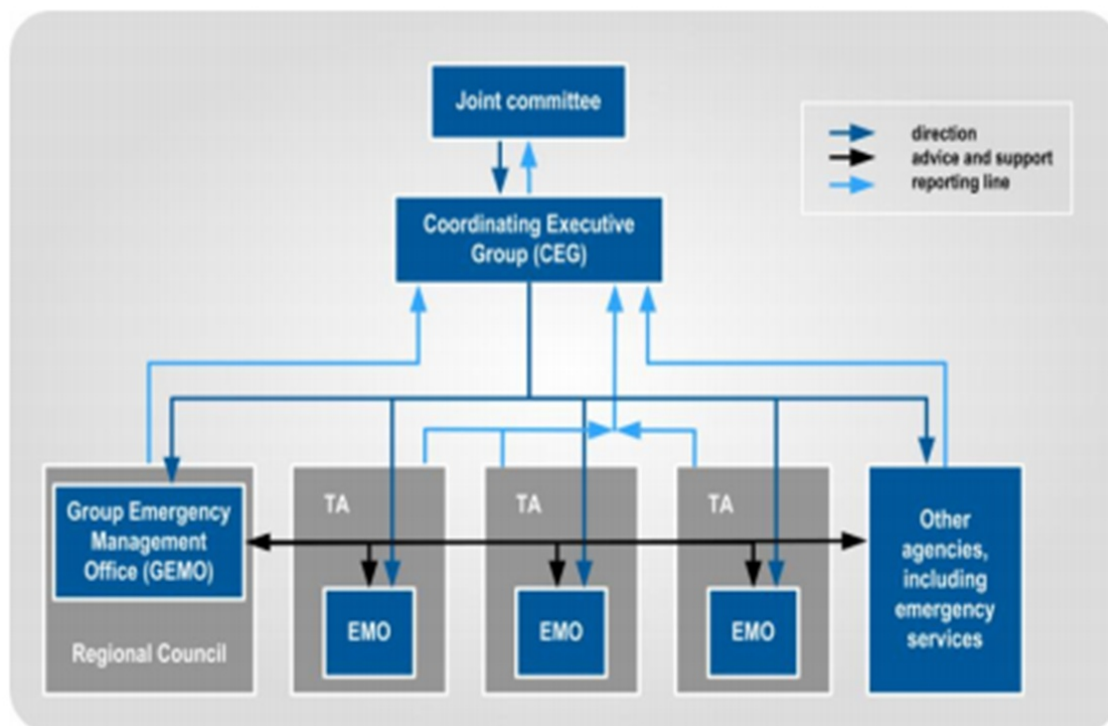 Joint committee
direction
advice and support
reporting line
Coordinating Executive
Group (CEG)
Group Emergency
Management
Office (GEMO)
Regional Council
TA
EMO
TA
EMO
TA
EMO
Other
agencies,
including
emergency
services